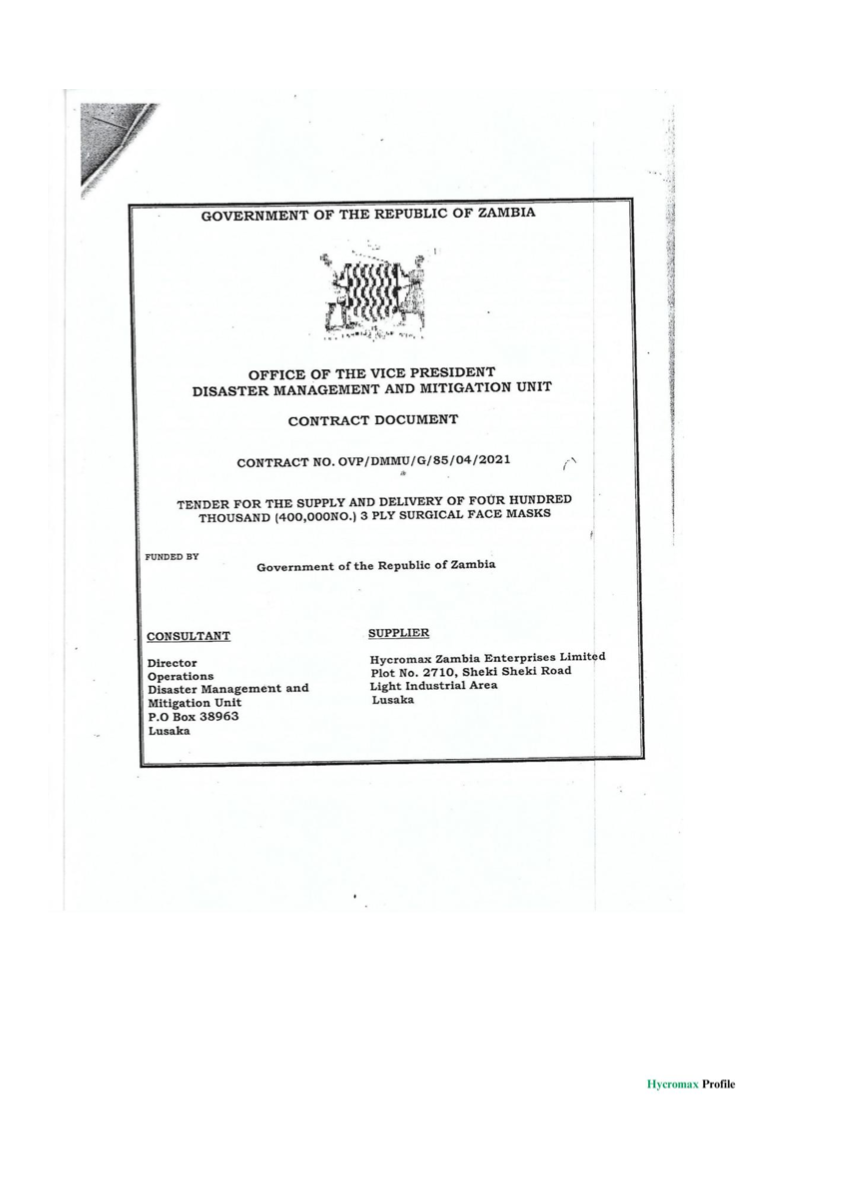 GOVERNMENT OF THE REPUBLIC OF ZAMBIA
OFFICE OF THE VICE PRESIDENT
DISASTER MANAGEMENT AND MITIGATION UNIT
CONTRACT DOCUMENT
CONTRACT NO. OVP/DMMU/G/85/04/2021
TENDER FOR THE SUPPLY AND DELIVERY OF FOUR HUNDRED
THOUSAND (400,000NO.) 3 PLY SURGICAL FACE MASKS
FUNDED BY
Government of the Republic of Zambia
CONSULTANT
Director
Operations
Disaster Management and
Mitigation Unit
P.O Box 38963
Lusaka
SUPPLIER
Hycromax Zambia Enterprises Limited
Plot No. 2710, Sheki Sheki Road
Light Industrial Area
Lusaka
Hycromax Profile